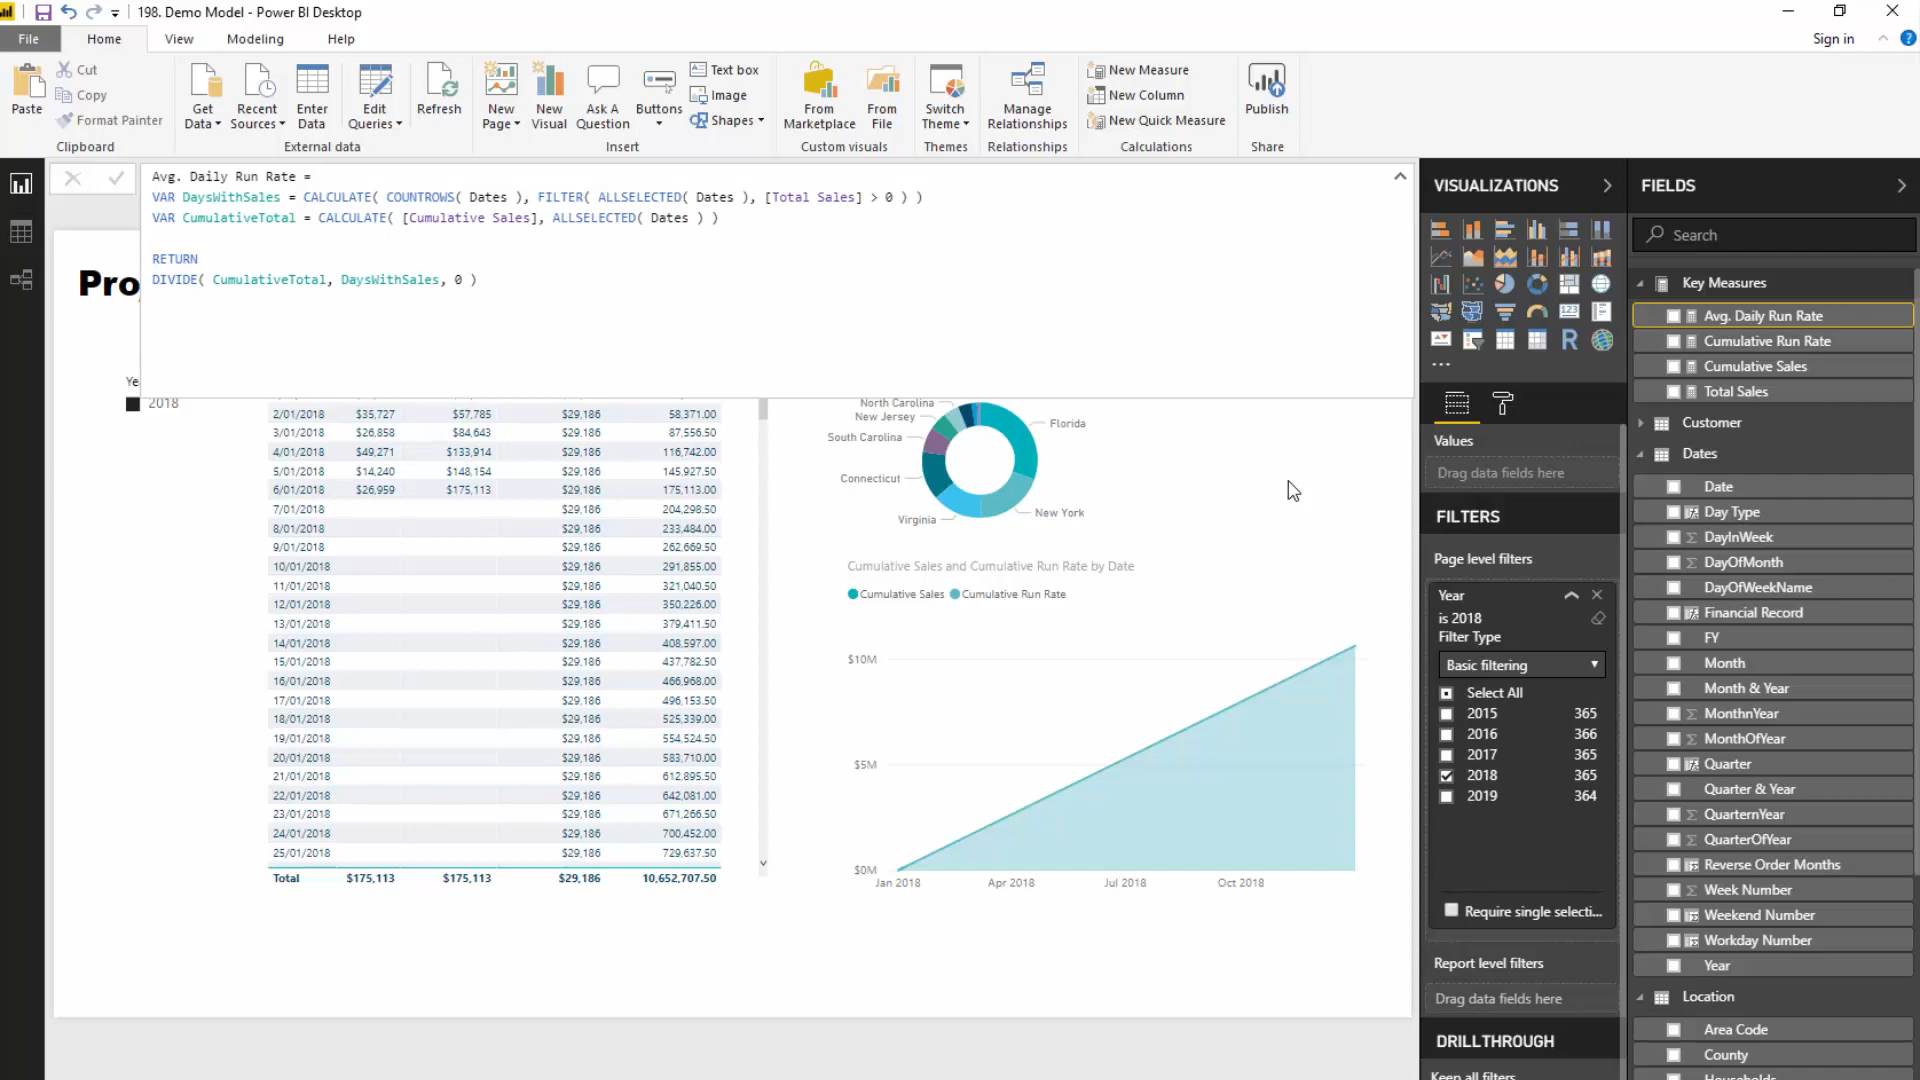 198. Demo Model - Power BI Desktop
File
Home
View
Modeling
Help
Sign in
Paste
Cut
Copy
Format Painter
Clipboard
Get Data
Recent Sources
Enter Data
Edit Queries
Refresh
External data
New Page
New Visual
Ask A Question
Buttons
Text box
Image
Shapes
Insert
From Marketplace
From File
Custom visuals
Switch Theme
Themes
Manage Relationships
Relationships
New Measure
New Column
New Quick Measure
Calculations
Publish
Share
Avg. Daily Run Rate =
VAR DaysWithSales = CALCULATE( COUNTROWS( Dates ), FILTER( ALLSELECTED( Dates ), [Total Sales] > 0 ) )
VAR CumulativeTotal = CALCULATE( [Cumulative Sales], ALLSELECTED( Dates ) )
RETURN
DIVIDE( CumulativeTotal, DaysWithSales, 0 )
Pro
Ye
2018
2/01/2018 $35,727 $57,785 $29,186 58,371.00
3/01/2018 $26,858 $84,643 $29,186 87,556.50
4/01/2018 $49,271 $133,914 $29,186 116,742.00
5/01/2018 $14,240 $148,154 $29,186 145,927.50
6/01/2018 $26,959 $175,113 $29,186 175,113.00
7/01/2018 $29,186 204,298.50
8/01/2018 $29,186 233,484.00
9/01/2018 $29,186 262,669.50
10/01/2018 $29,186 291,855.00
11/01/2018 $29,186 321,040.50
12/01/2018 $29,186 350,226.00
13/01/2018 $29,186 379,411.50
14/01/2018 $29,186 408,597.00
15/01/2018 $29,186 437,782.50
16/01/2018 $29,186 466,968.00
17/01/2018 $29,186 496,153.50
18/01/2018 $29,186 525,339.00
19/01/2018 $29,186 554,524.50
20/01/2018 $29,186 583,710.00
21/01/2018 $29,186 612,895.50
22/01/2018 $29,186 642,081.00
23/01/2018 $29,186 671,266.50
24/01/2018 $29,186 700,452.00
25/01/2018 $29,186 729,637.50
Total $175,113 $175,113 $29,186 10,652,707.50
North Carolina
New Jersey
South Carolina
Connecticut
Virginia
Florida
New York
Cumulative Sales and Cumulative Run Rate by Date
Cumulative Sales Cumulative Run Rate
$10M
$5M
$0M
Jan 2018 Apr 2018 Jul 2018 Oct 2018
VISUALIZATIONS
123
R
Values
Drag data fields here
FILTERS
Page level filters
Year
is 2018
Filter Type
Basic filtering
Select All
2015 365
2016 366
2017 365
2018 365
2019 364
Require single selecti...
Report level filters
Drag data fields here
DRILLTHROUGH
Keep all filters
FIELDS
Search
Key Measures
Avg. Daily Run Rate
Cumulative Run Rate
Cumulative Sales
Total Sales
Customer
Dates
Date
Day Type
DayInWeek
DayOfMonth
DayOfWeekName
Financial Record
FY
Month
Month & Year
MonthnYear
MonthOfYear
Quarter
Quarter & Year
QuarternYear
QuarterOfYear
Reverse Order Months
Week Number
Weekend Number
Workday Number
Year
Location
Area Code
County
Households